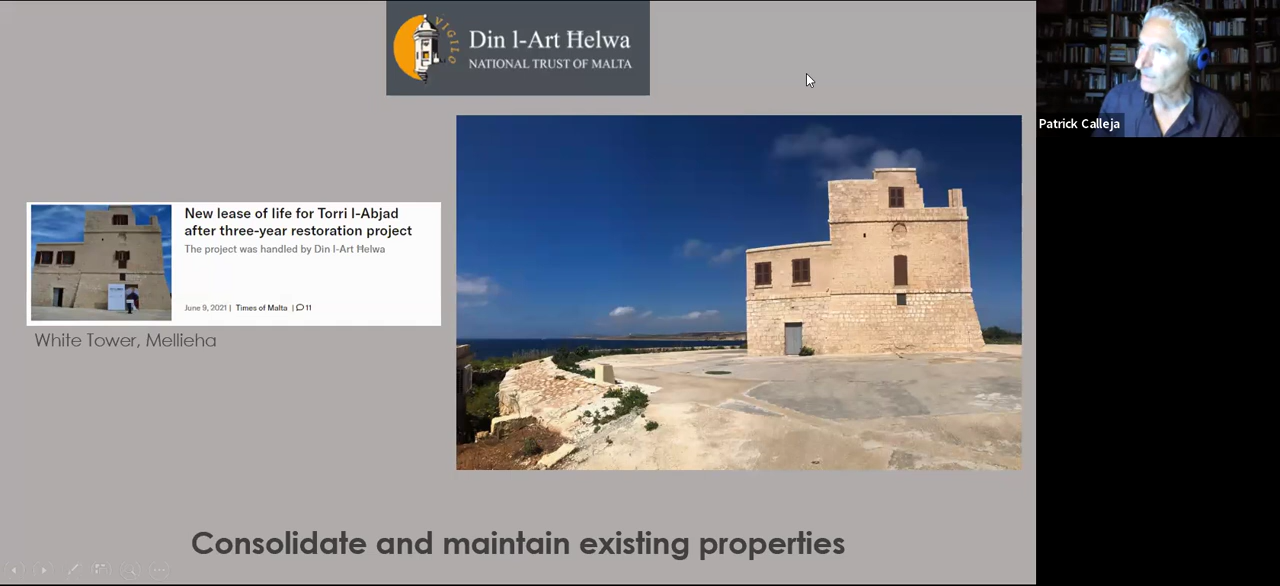 VIGILO
Din l-Art Ħelwa
NATIONAL TRUST OF MALTA
Patrick Calleja
New lease of life for Torri l-Abjad
after three-year restoration project
The project was handled by Din l-Art Ħelwa
June 9, 2021 | Times of Malta | 11
White Tower, Mellieha
Consolidate and maintain existing properties